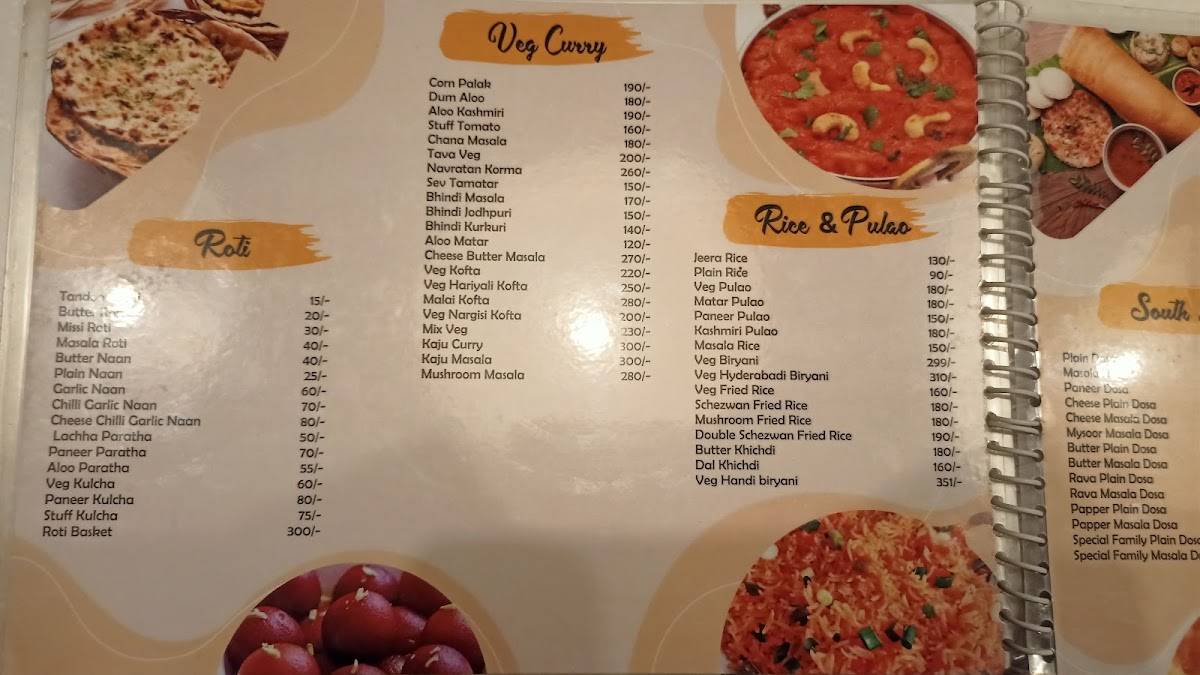 Roti
15/-
Butter 20/-
Missi Roti 30/-
Masala Roti 40/-
Butter Naan 40/-
Plain Naan 25/-
Garlic Naan 60/-
Chilli Garlic Naan 70/-
Cheese Chilli Garlic Naan 80/-
Lachha Paratha 50/-
Paneer Paratha 70/-
Aloo Paratha 55/-
Veg Kulcha 60/-
Paneer Kulcha 80/-
Stuff Kulcha 75/-
Roti Basket 300/-
Veg Curry
Corn Palak 190/-
Dum Aloo 180/-
Aloo Kashmiri 190/-
Stuff Tomato 160/-
Chana Masala 180/-
Tava Veg 200/-
Navratan Korma 260/-
Sev Tamatar 150/-
Bhindi Masala 170/-
Bhindi Jodhpuri 150/-
Bhindi Kurkuri 140/-
Aloo Matar 120/-
Cheese Butter Masala 270/-
Veg Kofta 220/-
Veg Hariyali Kofta 250/-
Malai Kofta 280/-
Veg Nargisi Kofta 200/-
Mix Veg 230/-
Kaju Curry 300/-
Kaju Masala 300/-
Mushroom Masala 280/-
Rice & Pulao
Jeera Rice 130/-
Plain Rice 90/-
Veg Pulao 180/-
Matar Pulao 180/-
Paneer Pulao 150/-
Kashmiri Pulao 180/-
Masala Rice 150/-
Veg Biryani 299/-
Veg Hyderabadi Biryani 310/-
Veg Fried Rice 160/-
Schezwan Fried Rice 180/-
Mushroom Fried Rice 180/-
Double Schezwan Fried Rice 190/-
Butter Khichdi 180/-
Dal Khichdi 160/-
Veg Handi biryani 351/-
South
Plain
Masala
Paneer Dosa
Cheese Plain Dosa
Cheese Masala Dosa
Mysoor Masala Dosa
Butter Plain Dosa
Butter Masala Dosa
Rava Plain Dosa
Rava Masala Dosa
Papper Plain Dosa
Papper Masala Dosa
Special Family Plain Dosa
Special Family Masala